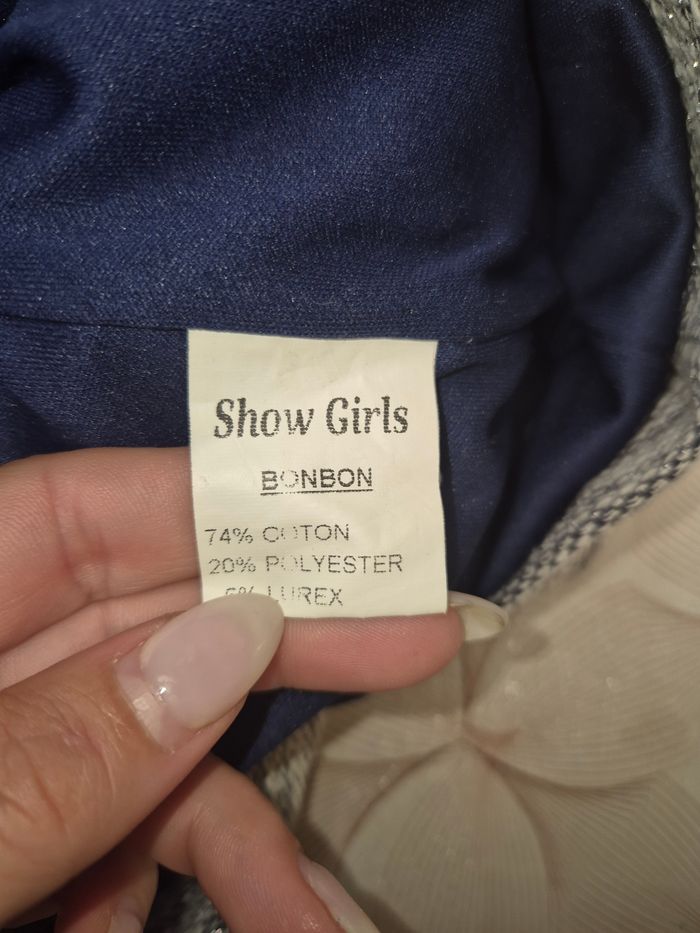 Show Girls
BONBON
74% COTON
20% POLYESTER
6% LUREX